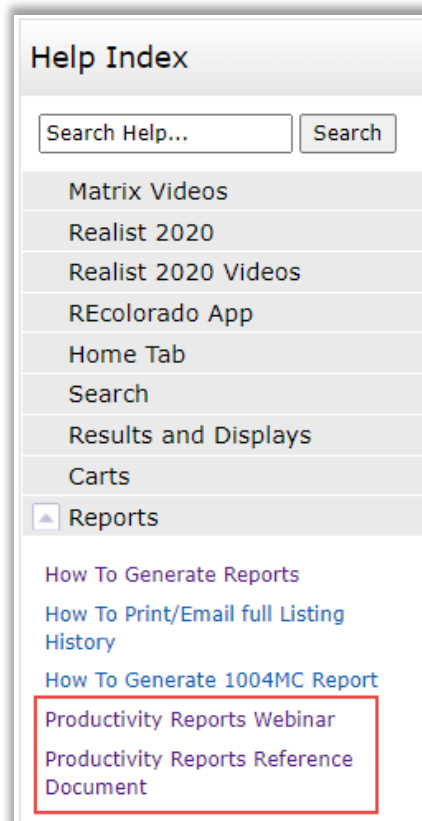 Help Index
Search Help...
Search
Matrix Videos
Realist 2020
Realist 2020 Videos
REcolorado App
Home Tab
Search
Results and Displays
Carts
Reports
How To Generate Reports
How To Print/Email full Listing
History
How To Generate 1004MC Report
Productivity Reports Webinar
Productivity Reports Reference
Document